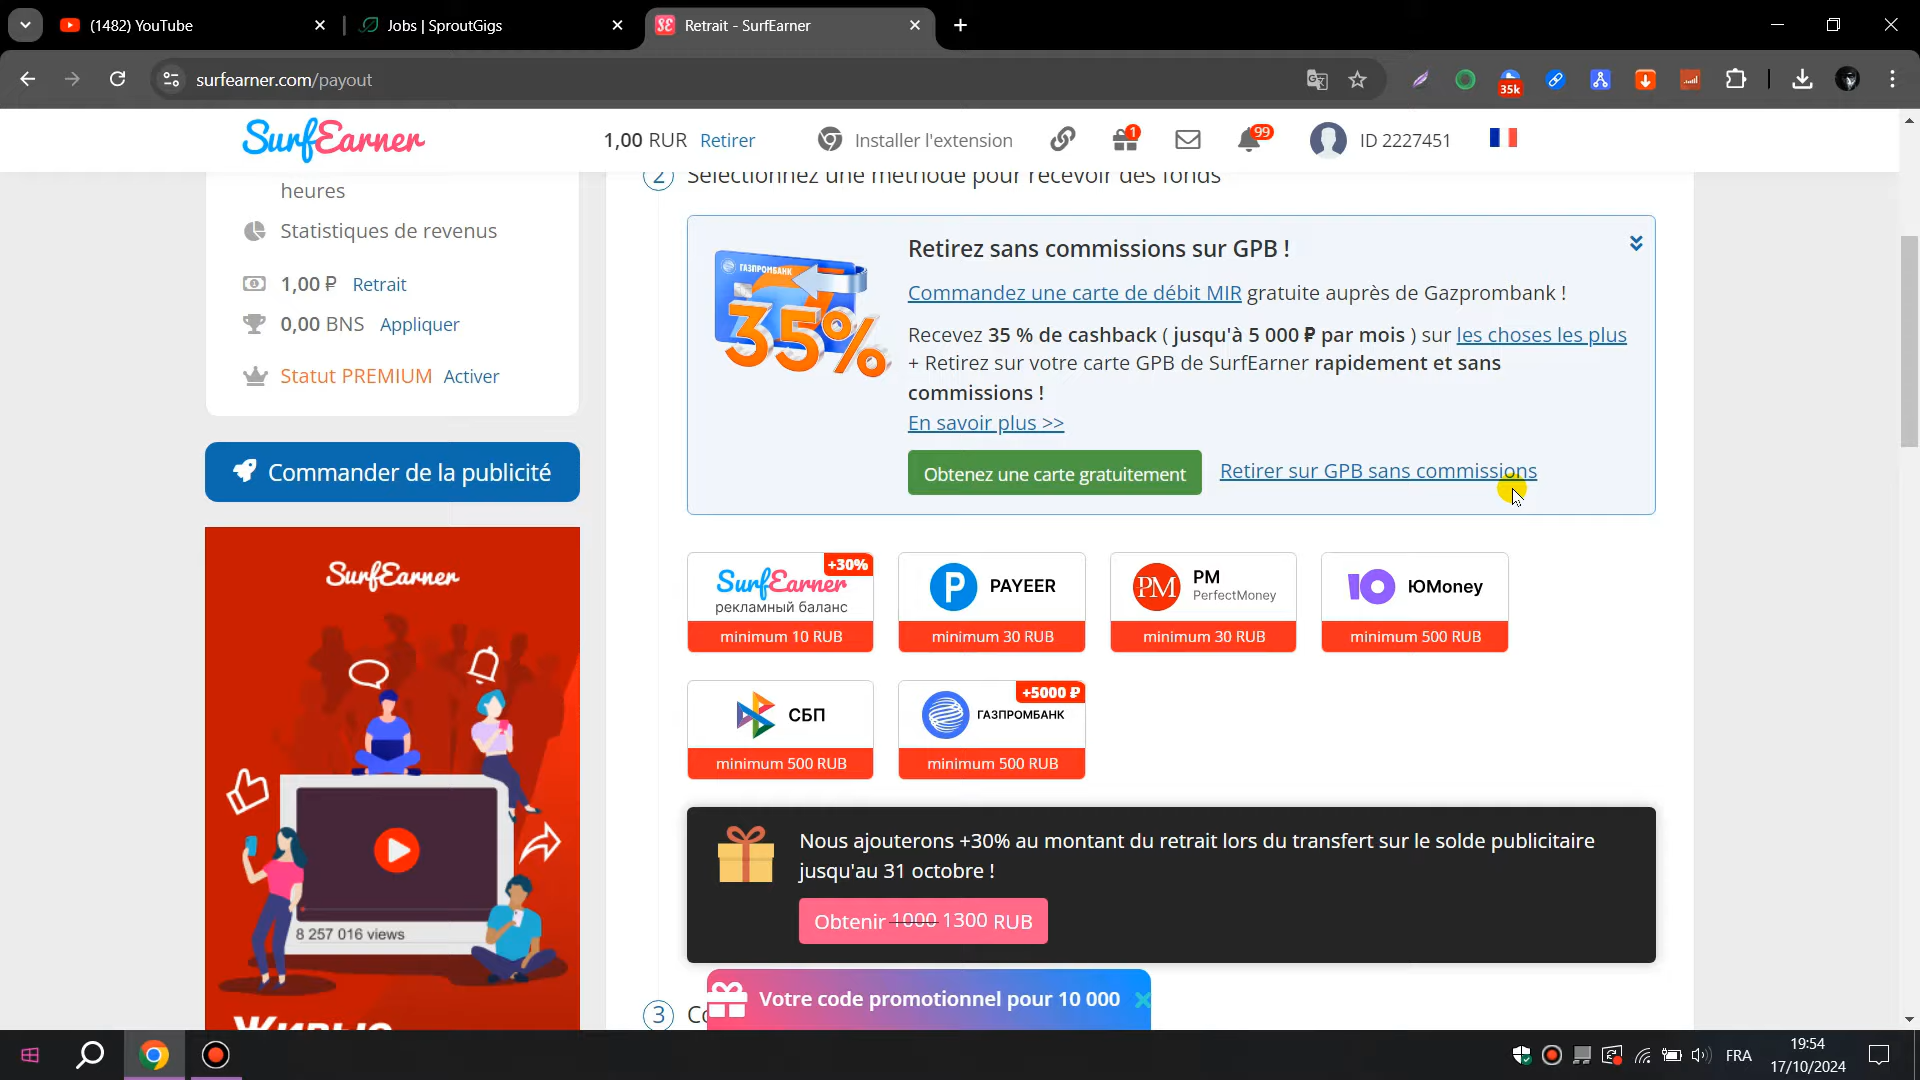 (1482) YouTube
Jobs | SproutGigs
Retrait - SurfEarner
surfearner.com/payout
35k
SurfEarner
1,00 RUR Retirer
Installer l'extension
1
99
ID 2227451
heures
Statistiques de revenus
1,00 ₽ Retrait
0,00 BNS Appliquer
Statut PREMIUM Activer
Commander de la publicité
SurfEarner
8 257 016 views
2 Sélectionnez une méthode pour recevoir des fonds
ГАЗПРОМБАНК
35%
Retirez sans commissions sur GPB !
Commandez une carte de débit MIR gratuite auprès de Gazprombank !
Recevez 35 % de cashback ( jusqu'à 5 000 ₽ par mois ) sur les choses les plus
+ Retirez sur votre carte GPB de SurfEarner rapidement et sans
commissions !
En savoir plus >>
Obtenez une carte gratuitement
Retirer sur GPB sans commissions
+30%
SurfEarner
рекламный баланс
minimum 10 RUB
PAYEER
minimum 30 RUB
PM
PM
PerfectMoney
minimum 30 RUB
ЮMoney
minimum 500 RUB
СБП
minimum 500 RUB
+5000 ₽
ГАЗПРОМБАНК
minimum 500 RUB
Nous ajouterons +30% au montant du retrait lors du transfert sur le solde publicitaire
jusqu'au 31 octobre !
Obtenir 1000 1300 RUB
3
Votre code promotionnel pour 10 000
FRA
19:54
17/10/2024